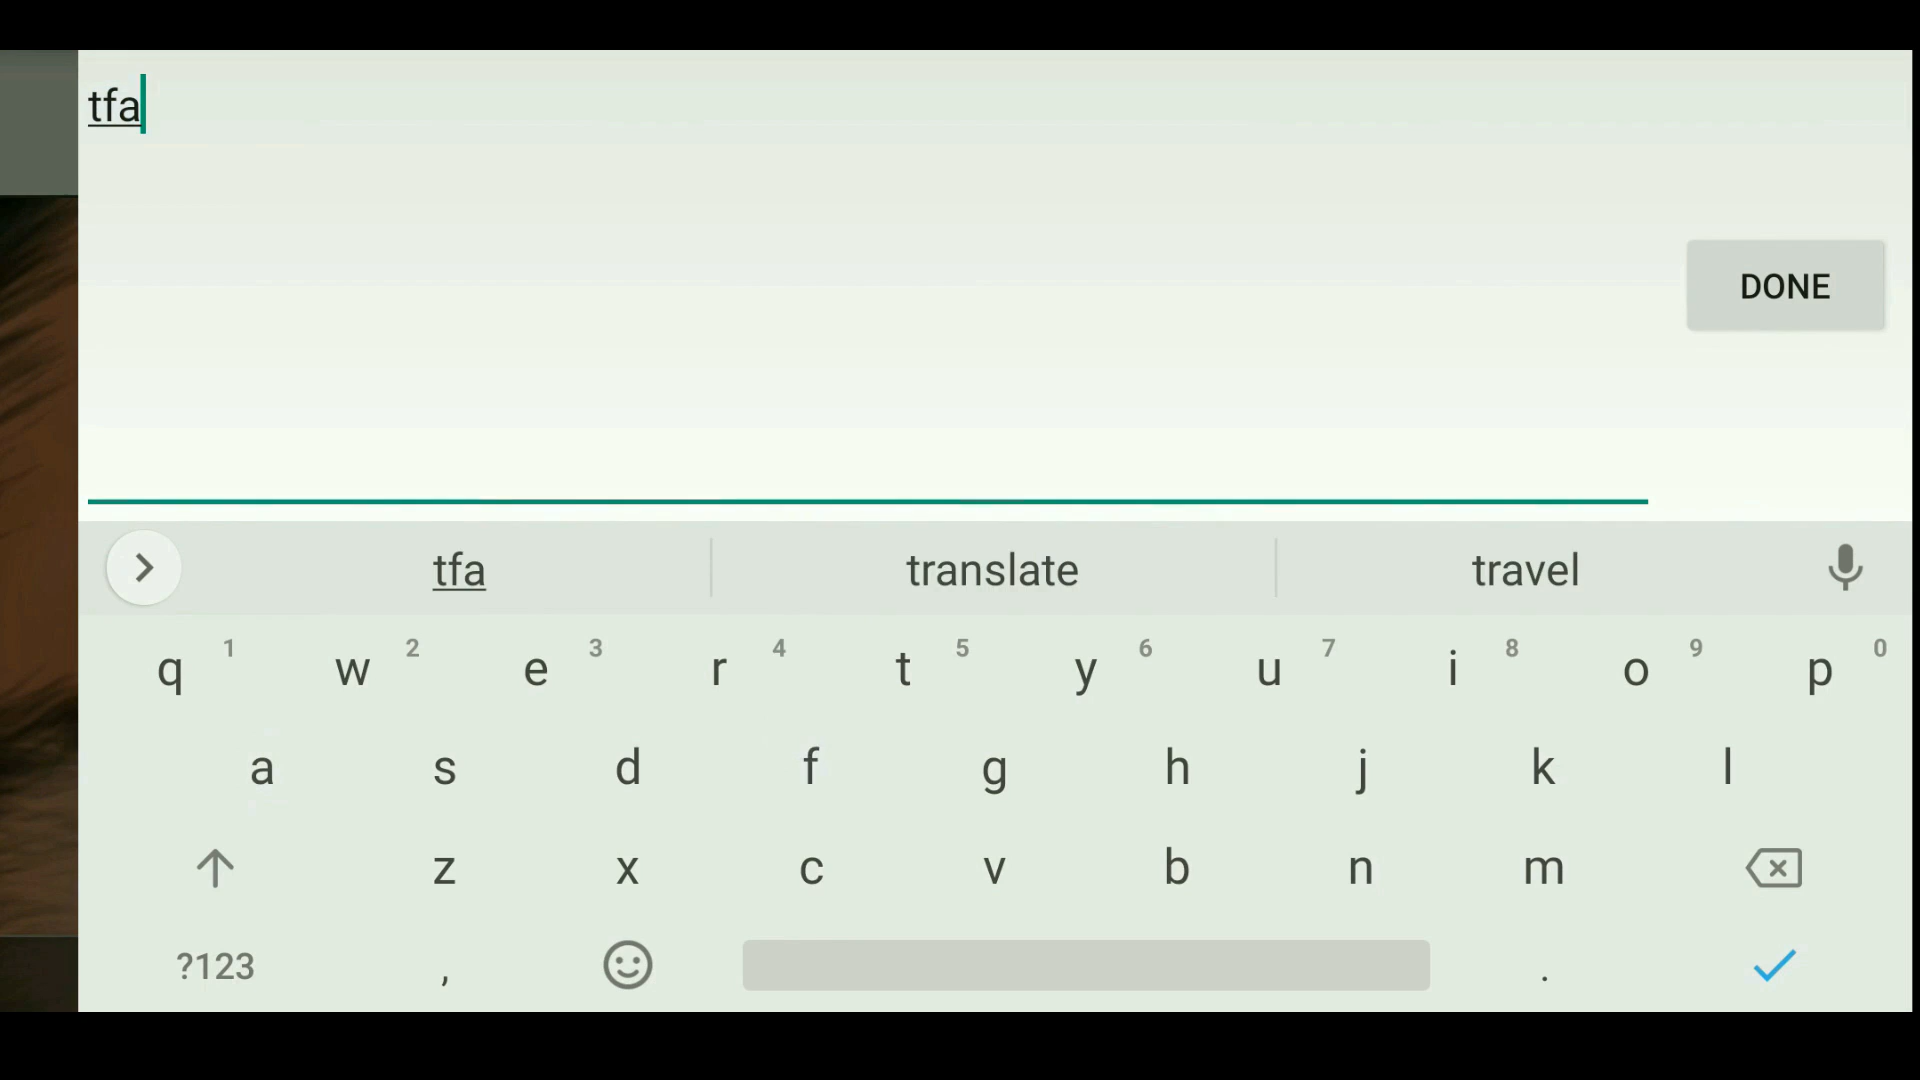 tfa
DONE
tfa translate travel
q 1 w 2 e 3 r 4 t 5 y 6 u 7 i 8 o 9 p 0
a s d f g h j k l
z x c v b n m
?123 , .